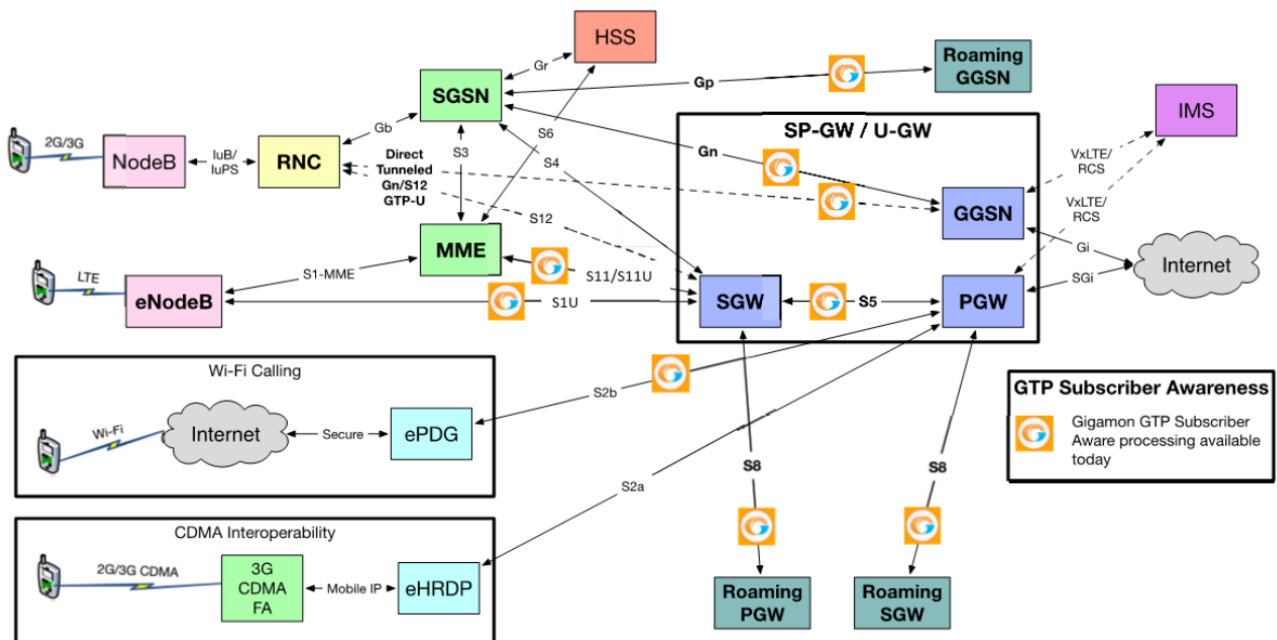 HSS
Roaming
GGSN
Gr
Gp
SGSN
IMS
SP-GW / U-GW
2G/3G
NodeB
IuB/
IuPS
RNC
Gb
S3
S6
S4
Gn
Direct
Tunneled
Gn/S12
GTP-U
VxLTE/
RCS
VxLTE/
RCS
GGSN
S12
MME
Gi
SGi
Internet
LTE
eNodeB
S1-MME
S11/S11U
S1U
SGW
S5
PGW
Wi-Fi Calling
Wi-Fi
Internet
Secure
ePDG
S2b
GTP Subscriber Awareness
Gigamon GTP Subscriber
Aware processing available
today
S8
S8
S2a
CDMA Interoperability
2G/3G CDMA
3G
CDMA
FA
Mobile IP
eHRDP
Roaming
PGW
Roaming
SGW